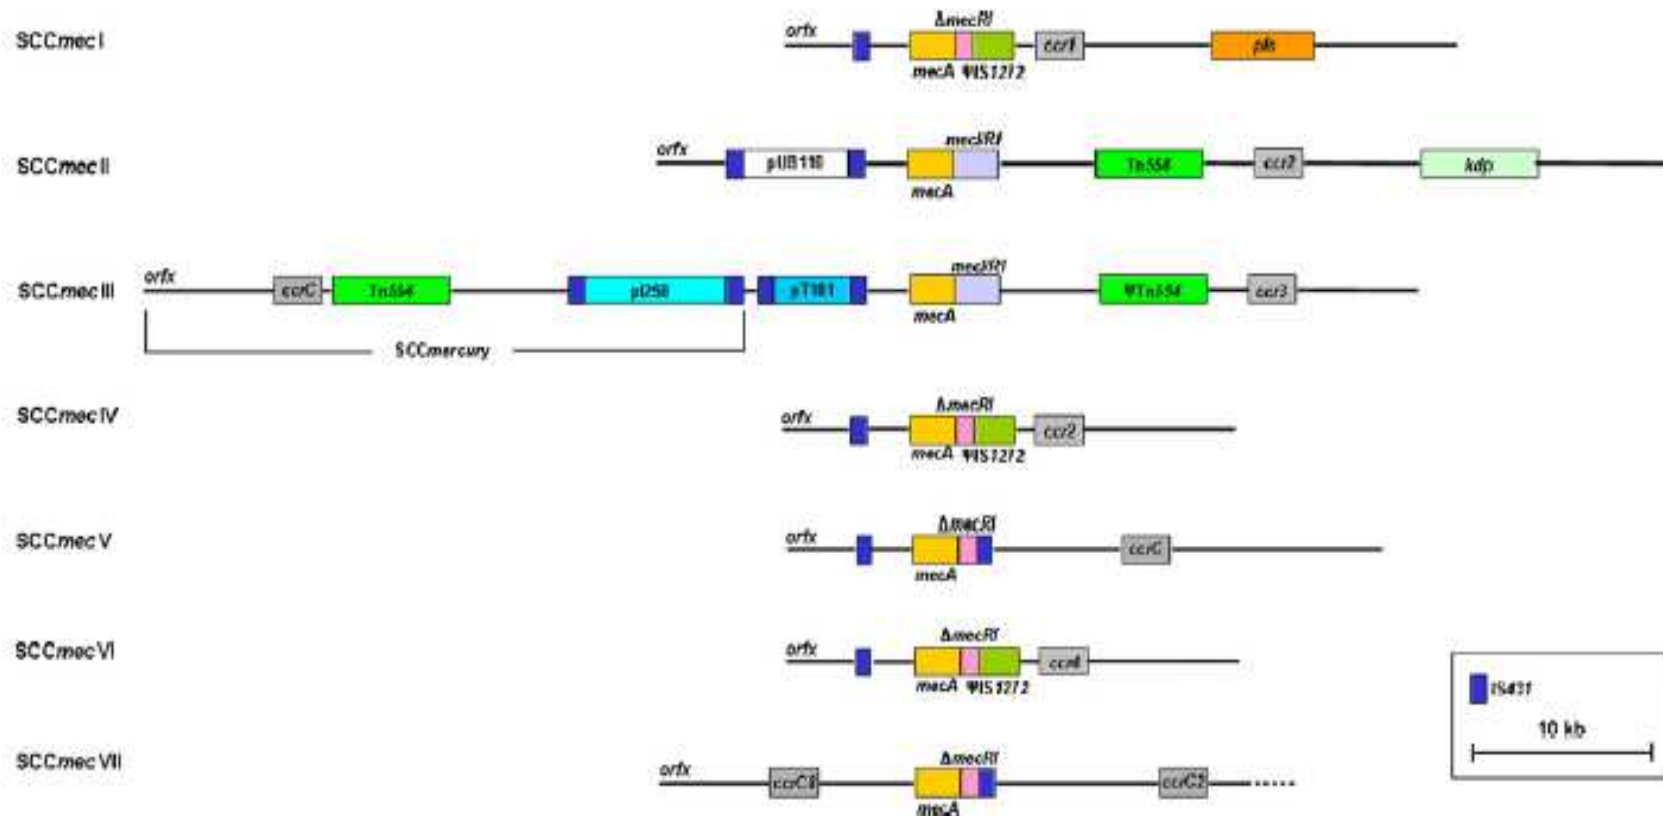 ΔmecRI
orfx
SCCmec I
ccr1
pls
mecA ΨIS1272
mecI/RI
orfx
SCCmec II
pUB110
Tn554
ccr2
kdp
mecA
mecI/RI
orfx
SCCmec III
ccrC
Tn554
pI258
pT181
ΨTn554
ccr3
mecA
SCCmercury
ΔmecRI
SCCmec IV
orfx
ccr2
mecA ΨIS1272
ΔmecRI
SCCmec V
orfx
ccrC
mecA
ΔmecRI
SCCmec VI
orfx
ccr4
mecA ΨIS1272
IS431
10 kb
ΔmecRI
SCCmec VII
orfx
ccrC2
mecA